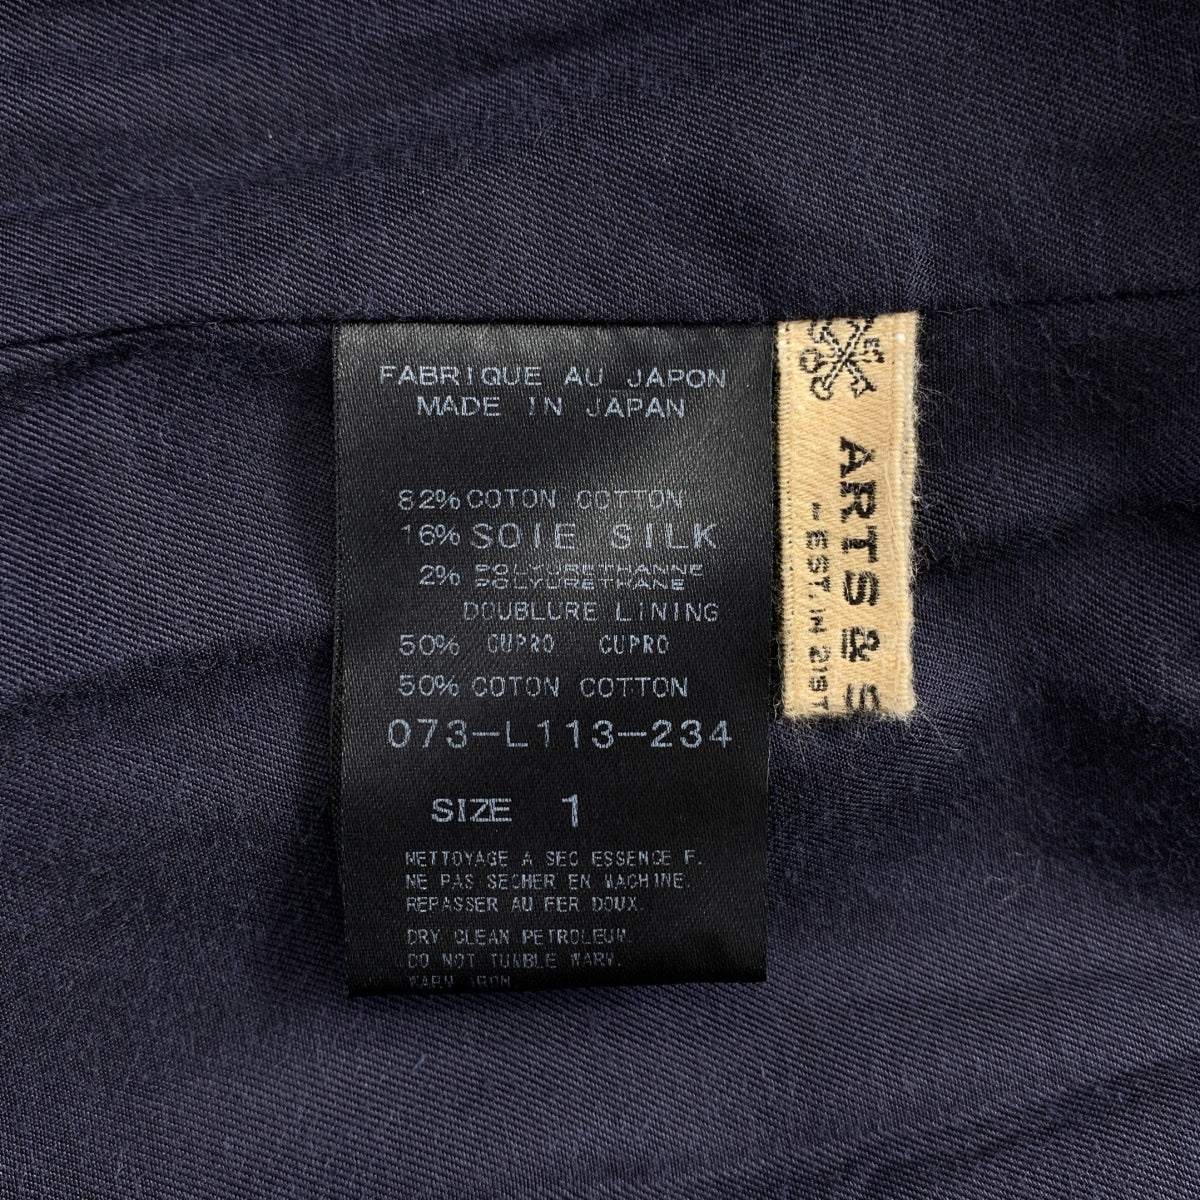 FABRIQUE AU JAPON
MADE IN JAPAN
82% COTON COTTON
16% SOIE SILK
2% POLYURETHANNE
POLYURETHANE
DOUBLURE LINING
50% CUPRO CUPRO
50% COTON COTTON
073-L113-234
SIZE 1
NETTOYAGE A SEC ESSENCE F.
NE PAS SECHER EN MACHINE.
REPASSER AU FER DOUX.
DRY CLEAN PETROLEUM.
DO NOT TUMBLE WARM.
WARM IRON.
ARTS & S
-EST. IN 21ST